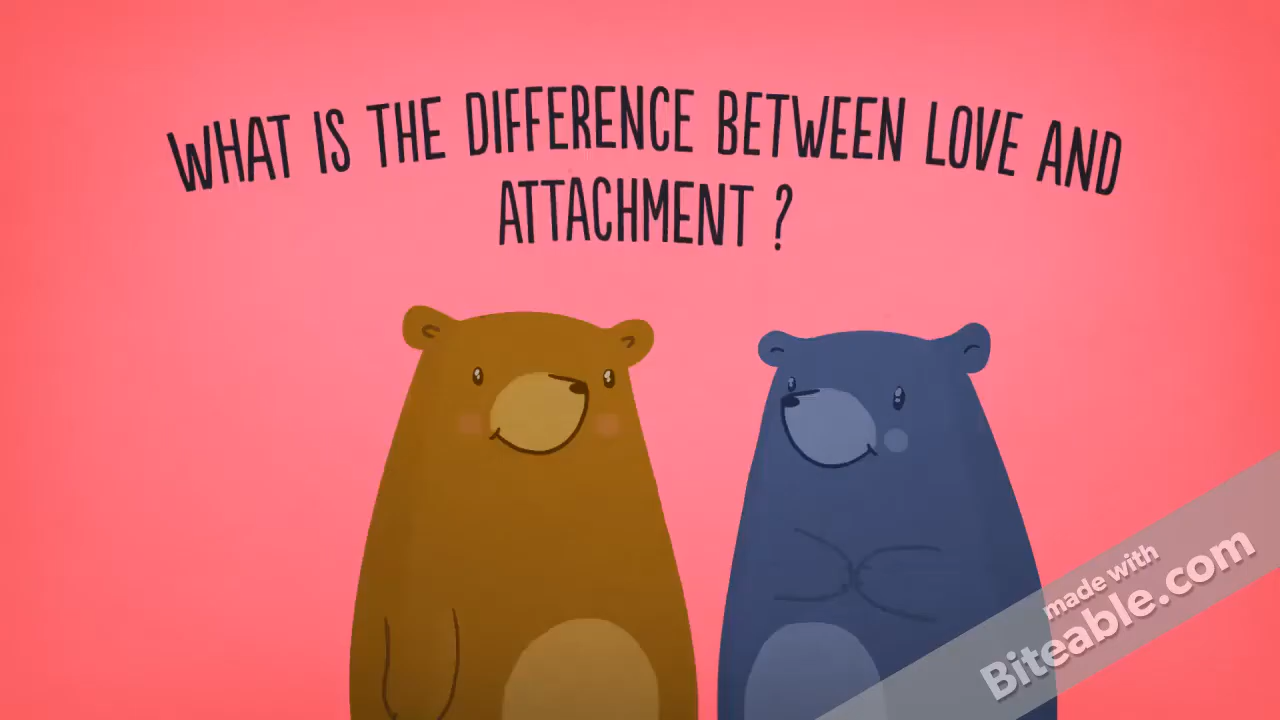 WHAT IS THE DIFFERENCE BETWEEN LOVE AND
ATTACHMENT ?
made with
Biteable.com